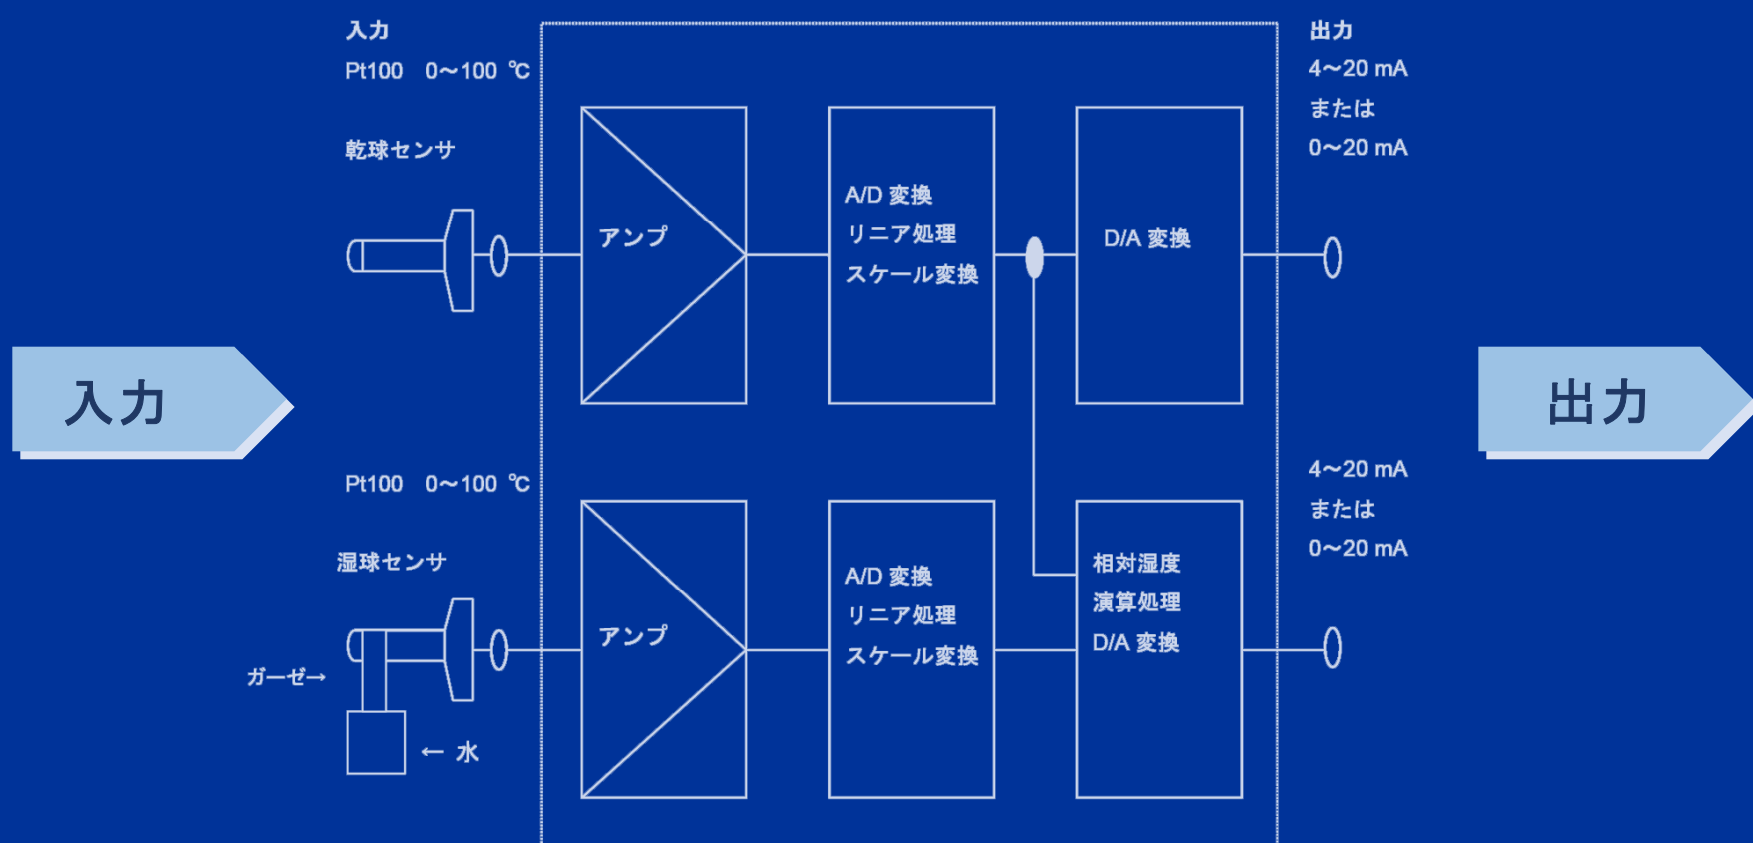 入力
Pt100 0～100 ℃
乾球センサ
アンプ
A/D 変換
リニア処理
スケール変換
D/A 変換
出力
4～20 mA
または
0～20 mA
入力
出力
Pt100 0～100 ℃
湿球センサ
ガーゼ→
← 水
アンプ
A/D 変換
リニア処理
スケール変換
相対湿度
演算処理
D/A 変換
4～20 mA
または
0～20 mA